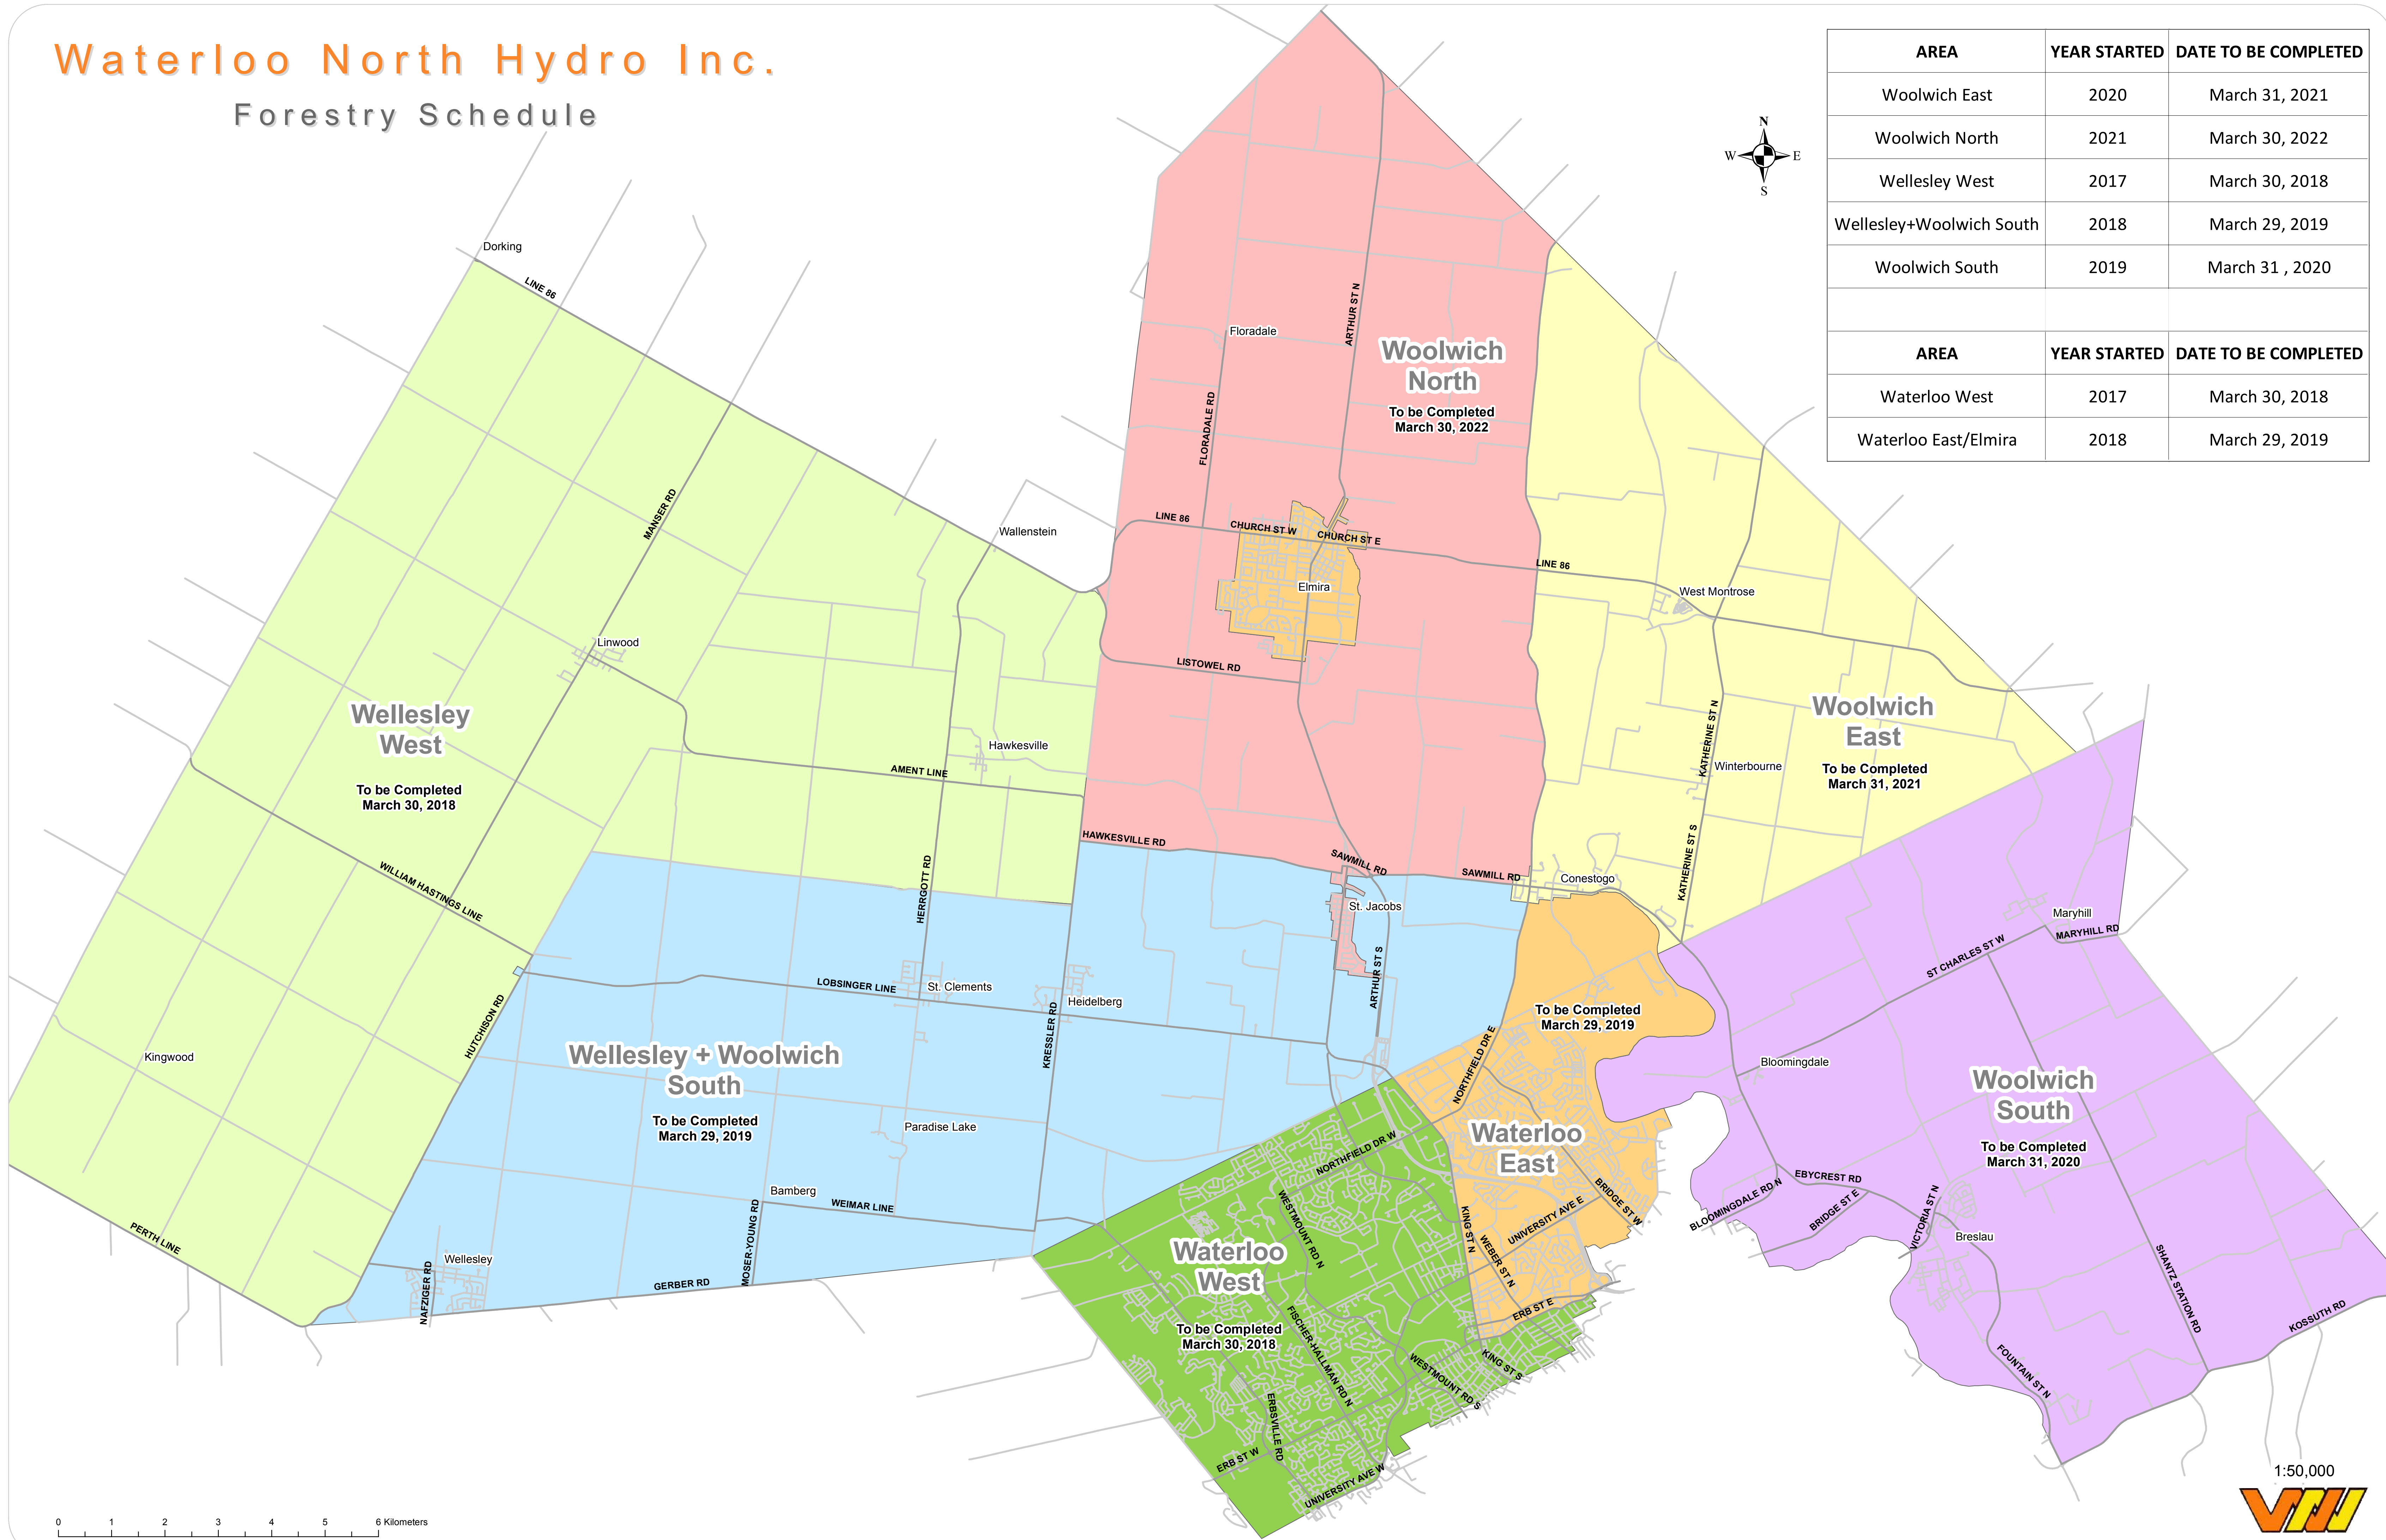 Waterloo North Hydro Inc.
Forestry Schedule
AREA YEAR STARTED DATE TO BE COMPLETED
Woolwich East 2020 March 31, 2021
Woolwich North 2021 March 30, 2022
Wellesley West 2017 March 30, 2018
Wellesley+Woolwich South 2018 March 29, 2019
Woolwich South 2019 March 31 , 2020
AREA YEAR STARTED DATE TO BE COMPLETED
Waterloo West 2017 March 30, 2018
Waterloo East/Elmira 2018 March 29, 2019
N
W E
S
Dorking
LINE 86
MANSER RD
Wallenstein
Linwood
Wellesley
West
To be Completed
March 30, 2018
Hawkesville
AMENT LINE
HERRGOTT RD
WILLIAM HASTINGS LINE
HUTCHISON RD
Kingwood
PERTH LINE
Floradale
FLORADALE RD
ARTHUR ST N
Woolwich
North
To be Completed
March 30, 2022
LINE 86
CHURCH ST W
CHURCH ST E
Elmira
LISTOWEL RD
HAWKESVILLE RD
SAWMILL RD
SAWMILL RD
LINE 86
West Montrose
KATHERINE ST N
Winterbourne
Woolwich
East
To be Completed
March 31, 2021
KATHERINE ST S
Conestogo
St. Jacobs
ARTHUR ST S
LOBSINGER LINE
St. Clements
Heidelberg
KRESSLER RD
Wellesley + Woolwich
South
To be Completed
March 29, 2019
Paradise Lake
Bamberg
WEIMAR LINE
MOSER-YOUNG RD
GERBER RD
Wellesley
NAFZIGER RD
To be Completed
March 29, 2019
NORTHFIELD DR E
Waterloo
East
BRIDGE ST W
UNIVERSITY AVE E
KING ST N
WEBER ST N
ERB ST E
NORTHFIELD DR W
WESTMOUNT RD N
Waterloo
West
To be Completed
March 30, 2018
FISCHER-HALLMAN RD N
WESTMOUNT RD S
KING ST S
ERBSVILLE RD
ERB ST W
UNIVERSITY AVE W
Maryhill
MARYHILL RD
ST CHARLES ST W
Bloomingdale
Woolwich
South
To be Completed
March 31, 2020
EBYCREST RD
BLOOMINGDALE RD N
BRIDGE ST E
VICTORIA ST N
Breslau
SHANTZ STATION RD
FOUNTAIN ST N
KOSSUTH RD
1:50,000
0 1 2 3 4 5 6 Kilometers